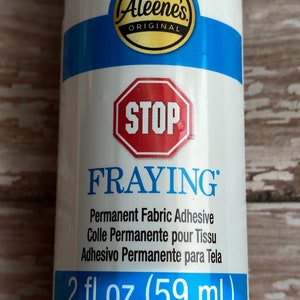 Aleene's
ORIGINAL
STOP
FRAYING®
Permanent Fabric Adhesive
Colle Permanente pour Tissu
Adhesivo Permanente para Tela
2 fl oz (59 ml)